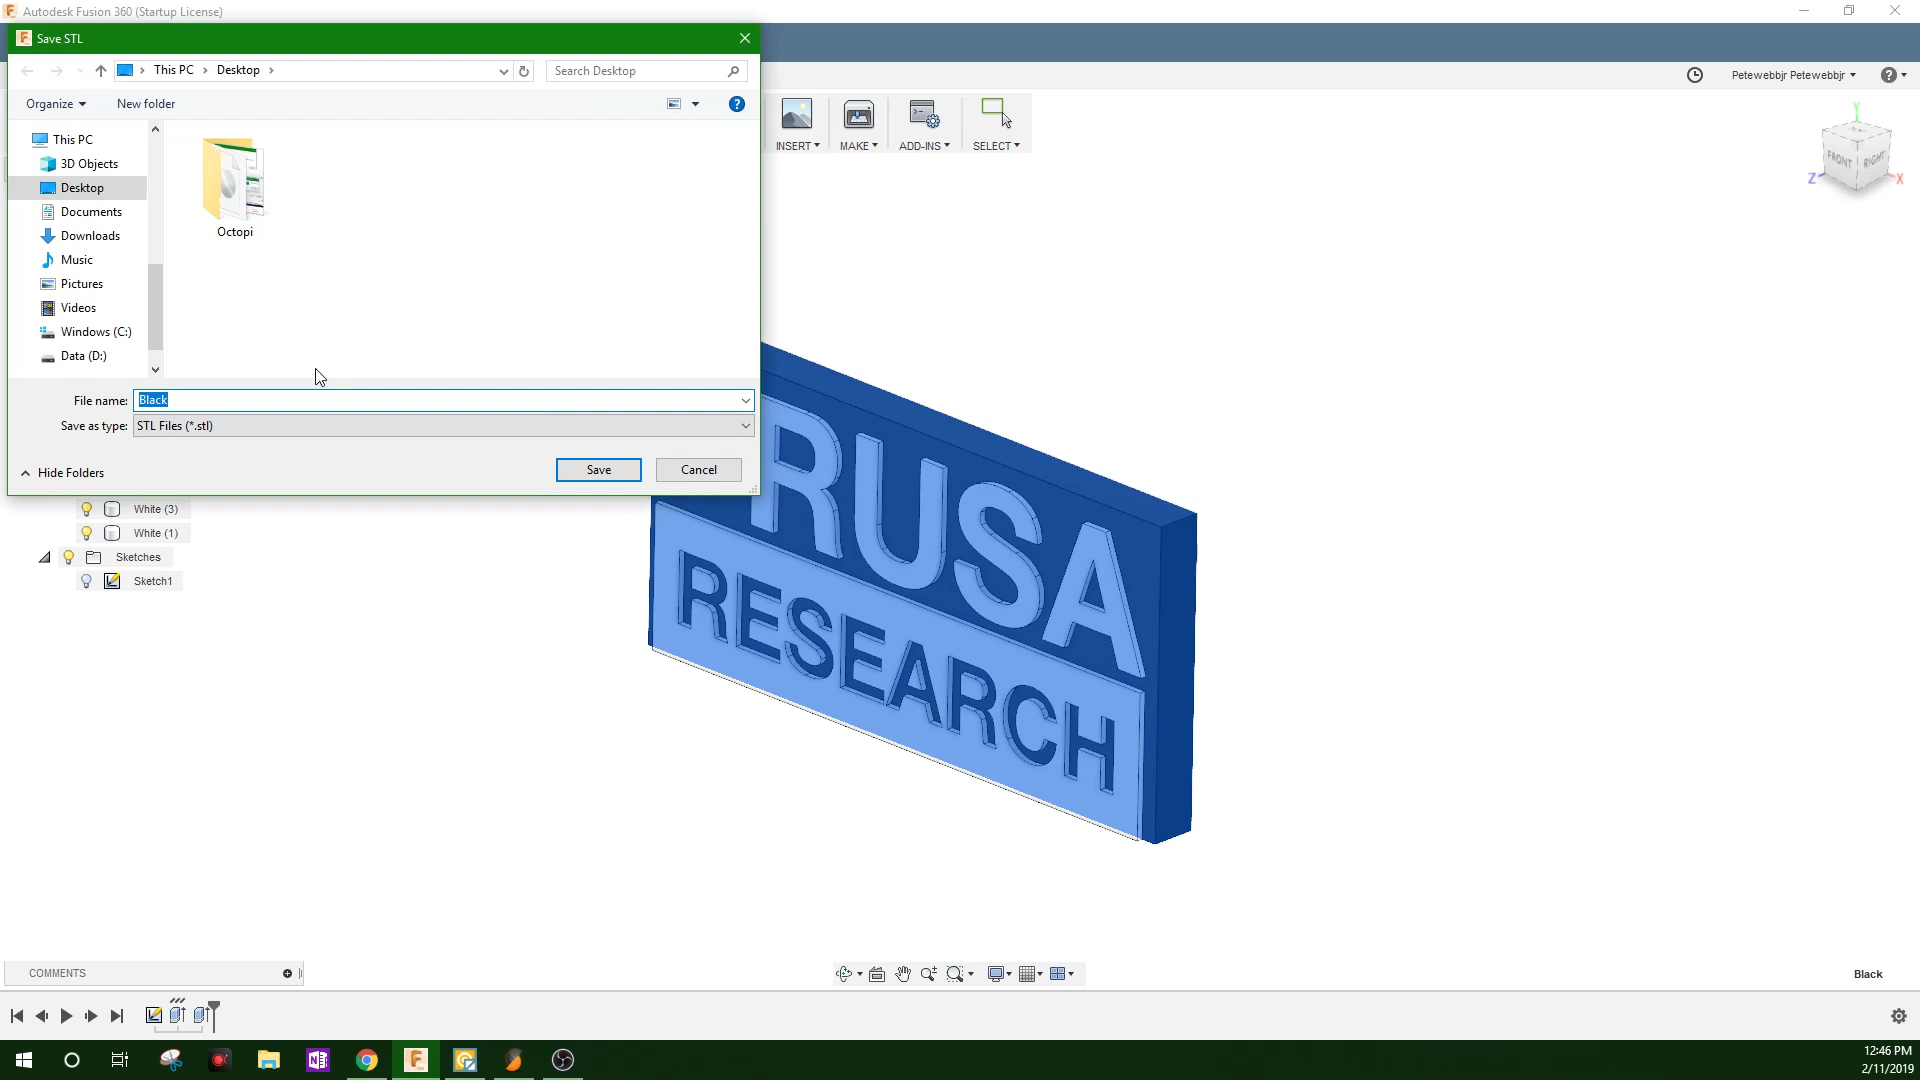 Autodesk Fusion 360 (Startup License)
Save STL
This PC
Desktop
Search Desktop
Petewebbjr Petewebbjr
Organize
New folder
INSERT
MAKE
ADD-INS
SELECT
This PC
3D Objects
Desktop
Documents
Downloads
Music
Pictures
Videos
Windows (C:)
Data (D:)
Octopi
File name: Black
Save as type: STL Files (*.stl)
Hide Folders
Save
Cancel
White (3)
White (1)
Sketches
Sketch1
FRONT
RIGHT
Y
Z
X
RUSA
RESEARCH
COMMENTS
Black
12:46 PM
2/11/2019